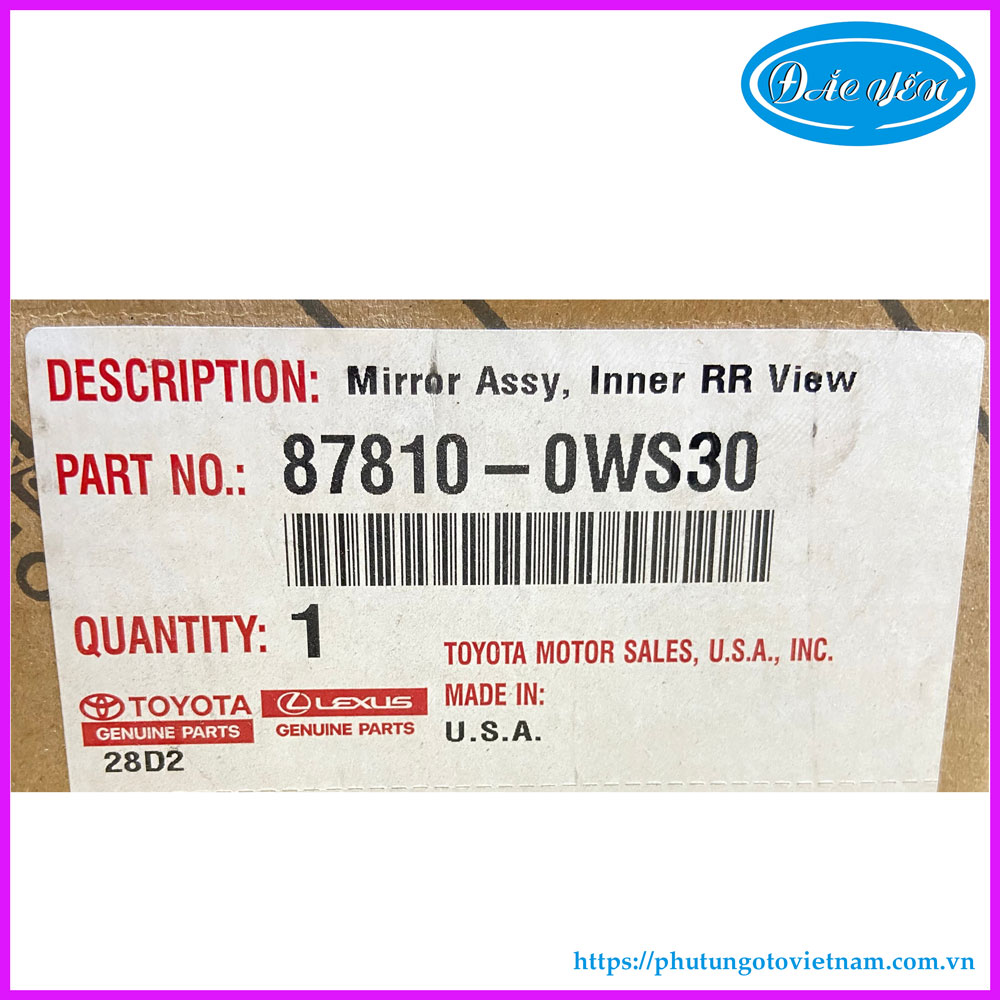 ĐẮC YẾN
DESCRIPTION: Mirror Assy, Inner RR View
PART NO.: 87810-0WS30
QUANTITY: 1
TOYOTA MOTOR SALES, U.S.A., INC.
TOYOTA
GENUINE PARTS
LEXUS
GENUINE PARTS
MADE IN:
U.S.A.
28D2
https://phutungotovietnam.com.vn